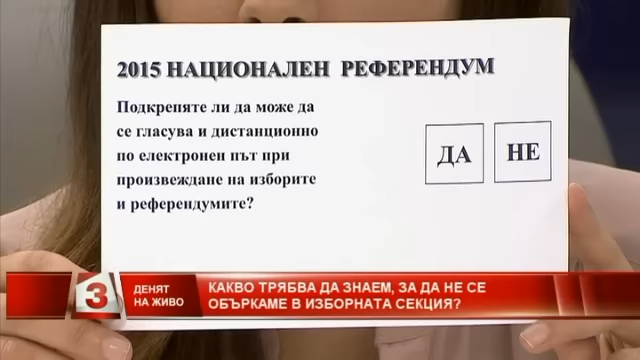 2015 НАЦИОНАЛЕН РЕФЕРЕНДУМ
Подкрепяте ли да може да
се гласува и дистанционно
по електронен път при
произвеждане на изборите
и референдумите?
ДА
НЕ
3
ДЕНЯТ
НА ЖИВО
КАКВО ТРЯБВА ДА ЗНАЕМ, ЗА ДА НЕ СЕ
ОБЪРКАМЕ В ИЗБОРНАТА СЕКЦИЯ?